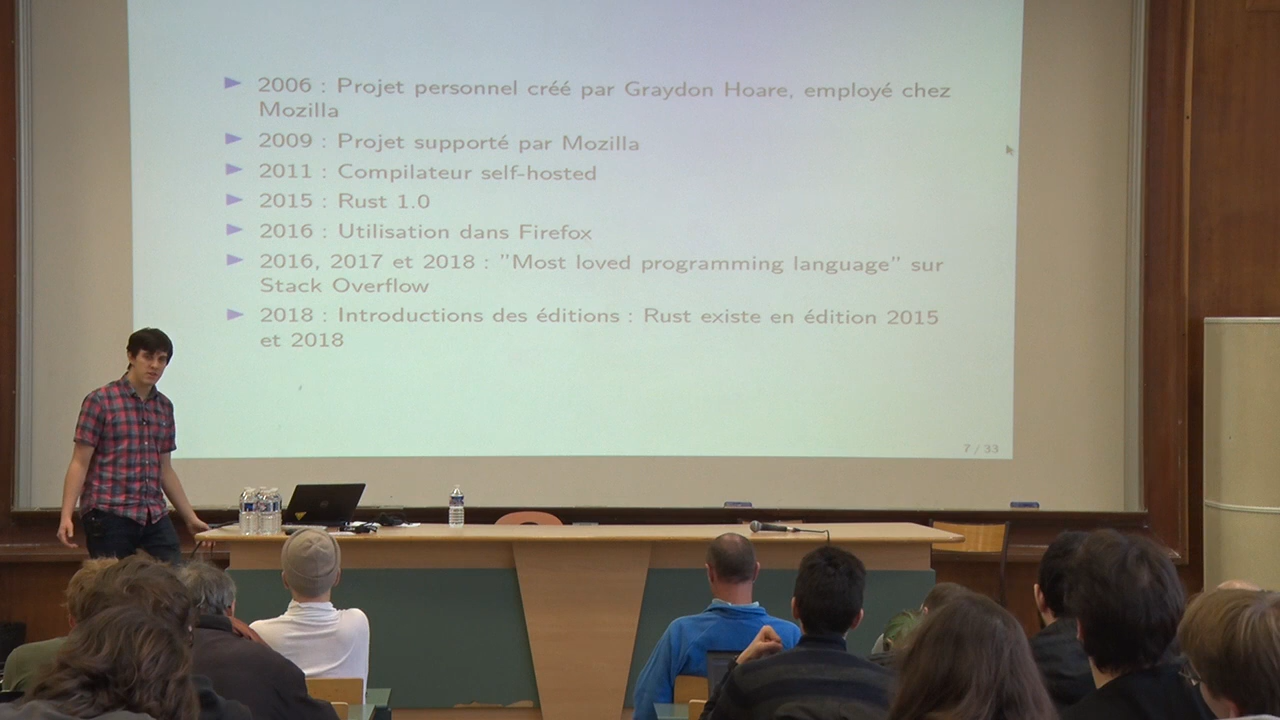 2006 : Projet personnel créé par Graydon Hoare, employé chez
Mozilla
2009 : Projet supporté par Mozilla
2011 : Compilateur self-hosted
2015 : Rust 1.0
2016 : Utilisation dans Firefox
2016, 2017 et 2018 : "Most loved programming language" sur
Stack Overflow
2018 : Introductions des éditions : Rust existe en édition 2015
et 2018
7 / 33